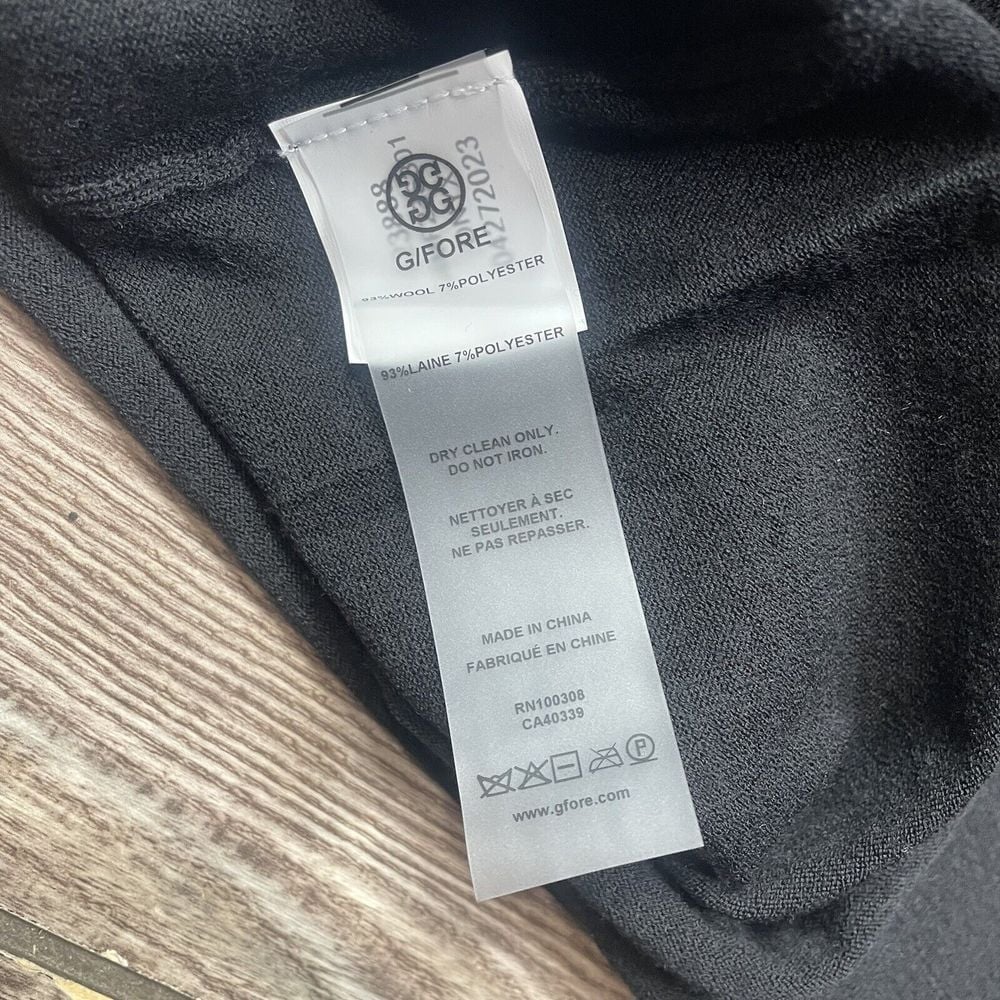 G/FORE
93%WOOL 7%POLYESTER
93%LAINE 7%POLYESTER
DRY CLEAN ONLY.
DO NOT IRON.
NETTOYER À SEC
SEULEMENT.
NE PAS REPASSER.
MADE IN CHINA
FABRIQUÉ EN CHINE
RN100308
CA40339
P
www.gfore.com
04272023